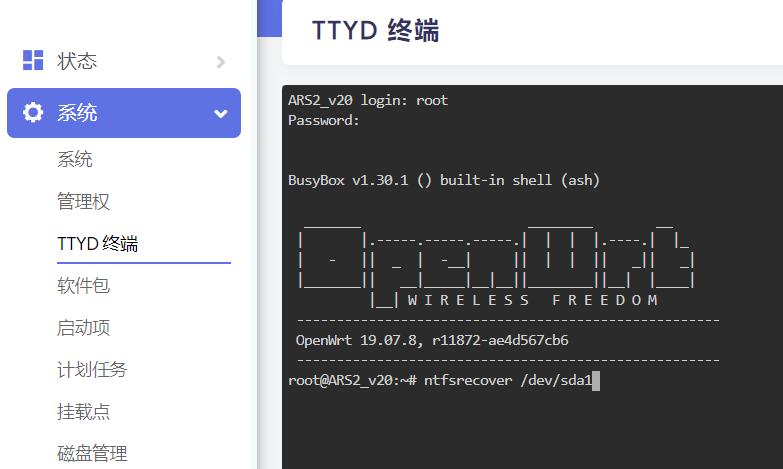 状态
系统
系统
管理权
TTYD 终端
软件包
启动项
计划任务
挂载点
磁盘管理
TTYD 终端
ARS2_v20 login: root
Password:
BusyBox v1.30.1 () built-in shell (ash)
OpenWrt
W I R E L E S S   F R E E D O M
OpenWrt 19.07.8, r11872-ae4d567cb6
root@ARS2_v20:~# ntfsrecover /dev/sda1